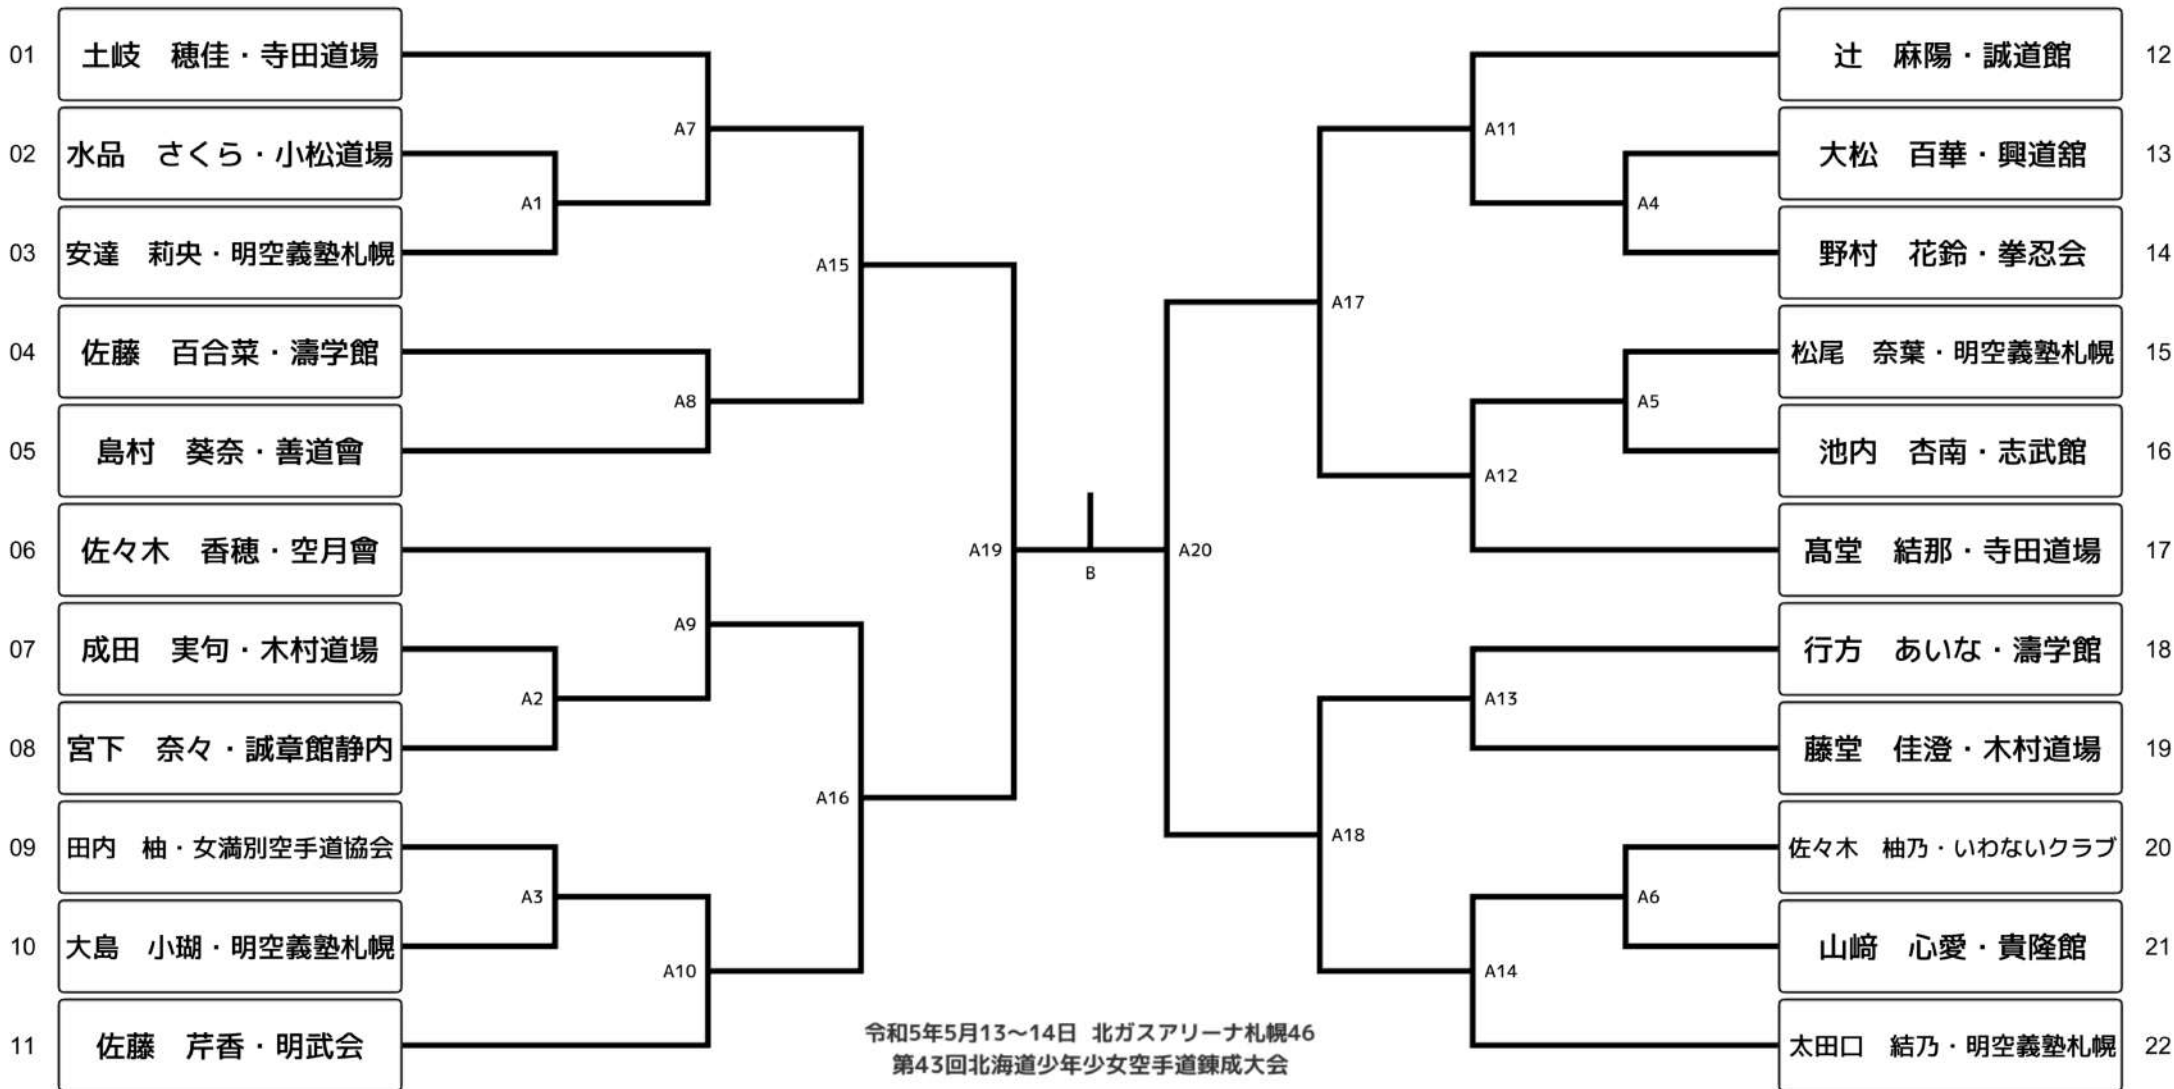 01
土岐　穂佳・寺田道場
02
水品　さくら・小松道場
03
安達　莉央・明空義塾札幌
04
佐藤　百合菜・濤学館
05
島村　葵奈・善道會
06
佐々木　香穂・空月會
07
成田　実句・木村道場
08
宮下　奈々・誠章館静内
09
田内　柚・女満別空手道協会
10
大島　小瑚・明空義塾札幌
11
佐藤　芹香・明武会
A1
A2
A3
A7
A8
A9
A10
A15
A16
A19
B
A20
A17
A18
A11
A12
A13
A14
A4
A5
A6
辻　麻陽・誠道館
12
大松　百華・興道舘
13
野村　花鈴・拳忍会
14
松尾　奈葉・明空義塾札幌
15
池内　杏南・志武館
16
髙堂　結那・寺田道場
17
行方　あいな・濤学館
18
藤堂　佳澄・木村道場
19
佐々木　柚乃・いわないクラブ
20
山﨑　心愛・貴隆館
21
太田口　結乃・明空義塾札幌
22
令和5年5月13〜14日 北ガスアリーナ札幌46
第43回北海道少年少女空手道錬成大会